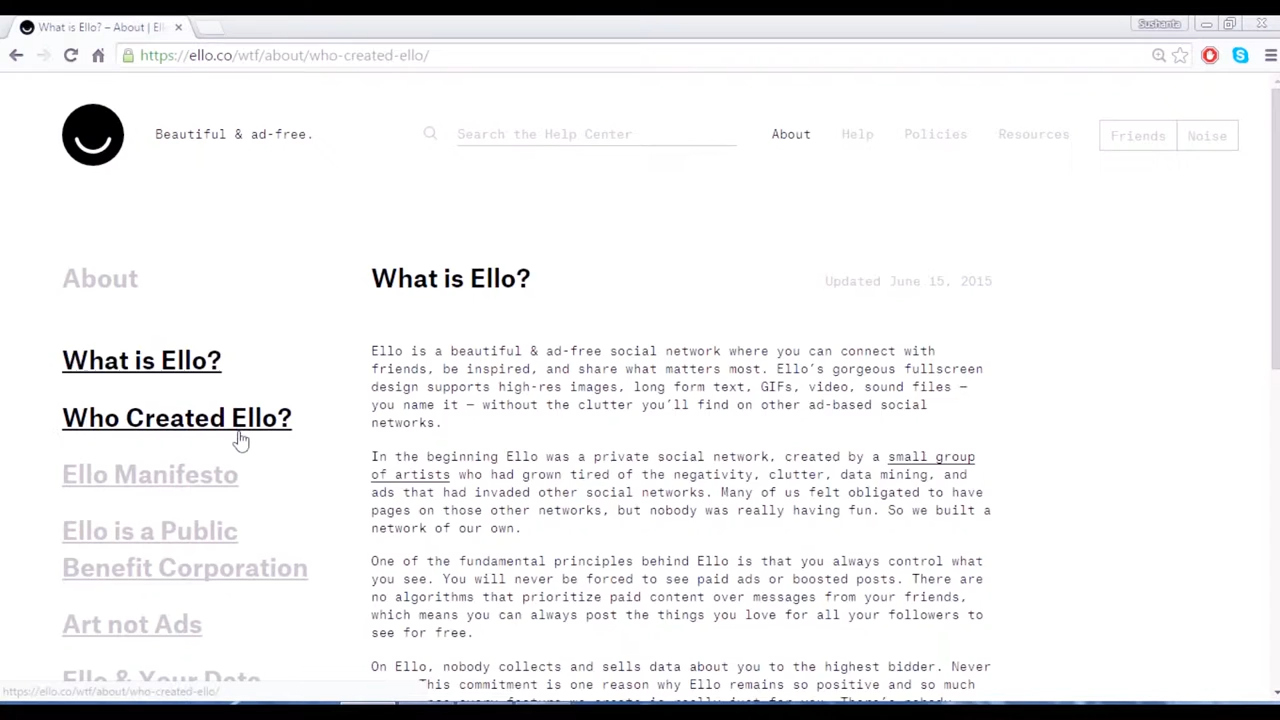 What is Ello? – About | Ell
Sushanta
https://ello.co/wtf/about/who-created-ello/
Beautiful & ad-free.
Search the Help Center
About
Help
Policies
Resources
Friends
Noise
About
What is Ello?
Who Created Ello?
Ello Manifesto
Ello is a Public
Benefit Corporation
Art not Ads
Ello & Your Data
What is Ello?
Updated June 15, 2015
Ello is a beautiful & ad-free social network where you can connect with
friends, be inspired, and share what matters most. Ello's gorgeous fullscreen
design supports high-res images, long form text, GIFs, video, sound files –
you name it – without the clutter you'll find on other ad-based social
networks.
In the beginning Ello was a private social network, created by a small group
of artists who had grown tired of the negativity, clutter, data mining, and
ads that had invaded other social networks. Many of us felt obligated to have
pages on those other networks, but nobody was really having fun. So we built a
network of our own.
One of the fundamental principles behind Ello is that you always control what
you see. You will never be forced to see paid ads or boosted posts. There are
no algorithms that prioritize paid content over messages from your friends,
which means you can always post the things you love for all your followers to
see for free.
On Ello, nobody collects and sells data about you to the highest bidder. Never
This commitment is one reason why Ello remains so positive and so much
https://ello.co/wtf/about/who-created-ello/